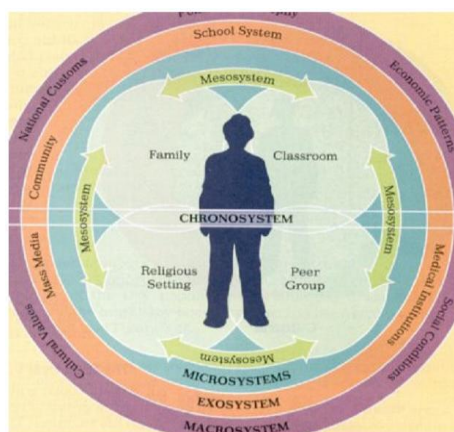 School System
Mesosystem
National Customs
Economic Patterns
Community
Family
Classroom
Mesosystem
Mesosystem
CHRONOSYSTEM
Mass Media
Cultural Values
Religious
Setting
Peer
Group
Medical Institutions
Social Conditions
Mesosystem
MICROSYSTEMS
EXOSYSTEM
MACROSYSTEM